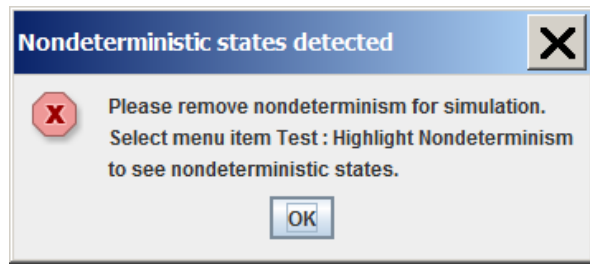 Nondeterministic states detected
Please remove nondeterminism for simulation.
Select menu item Test : Highlight Nondeterminism
to see nondeterministic states.
OK